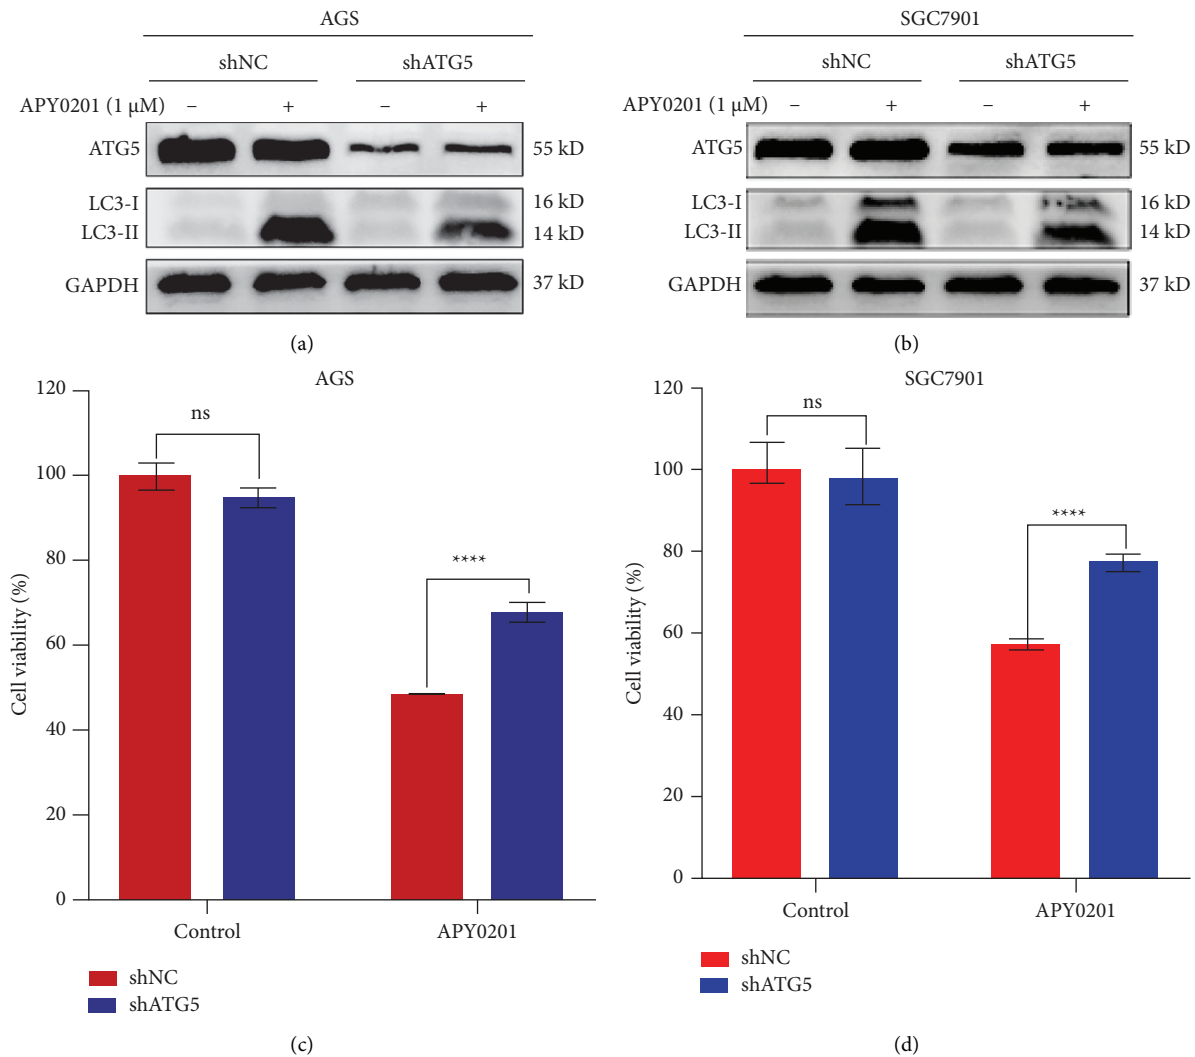 AGS
shNC shATG5
APY0201 (1 µM) – + – +
ATG5 55 kD
LC3-I 16 kD
LC3-II 14 kD
GAPDH 37 kD
(a)
SGC7901
shNC shATG5
APY0201 (1 µM) – + – +
ATG5 55 kD
LC3-I 16 kD
LC3-II 14 kD
GAPDH 37 kD
(b)
AGS
Cell viability (%)
120
100
80
60
40
20
0
ns
****
Control APY0201
shNC
shATG5
(c)
SGC7901
Cell viability (%)
120
100
80
60
40
20
0
ns
****
Control APY0201
shNC
shATG5
(d)